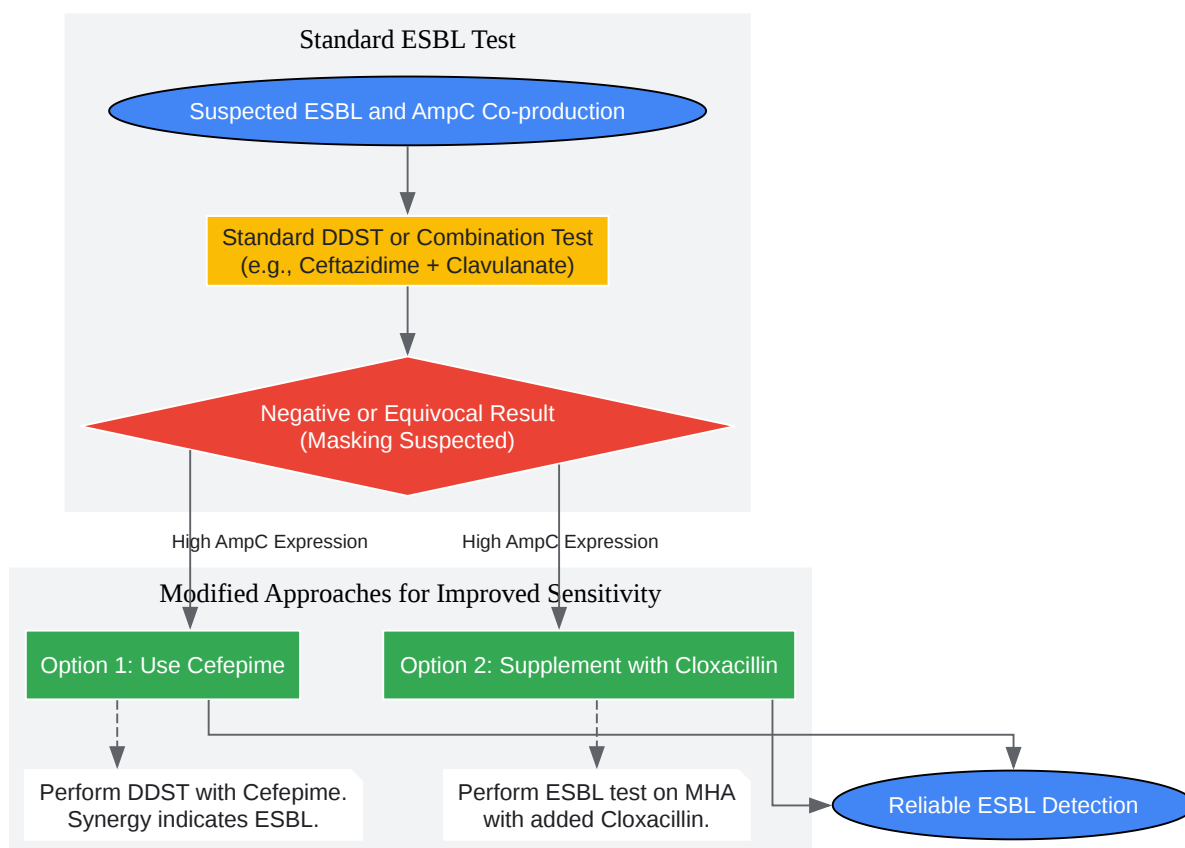 Standard ESBL Test
Suspected ESBL and AmpC Co-production
Standard DDST or Combination Test
(e.g., Ceftazidime + Clavulanate)
Negative or Equivocal Result
(Masking Suspected)
High AmpC Expression
High AmpC Expression
Modified Approaches for Improved Sensitivity
Option 1: Use Cefepime
Option 2: Supplement with Cloxacillin
Perform DDST with Cefepime.
Synergy indicates ESBL.
Perform ESBL test on MHA
with added Cloxacillin.
Reliable ESBL Detection